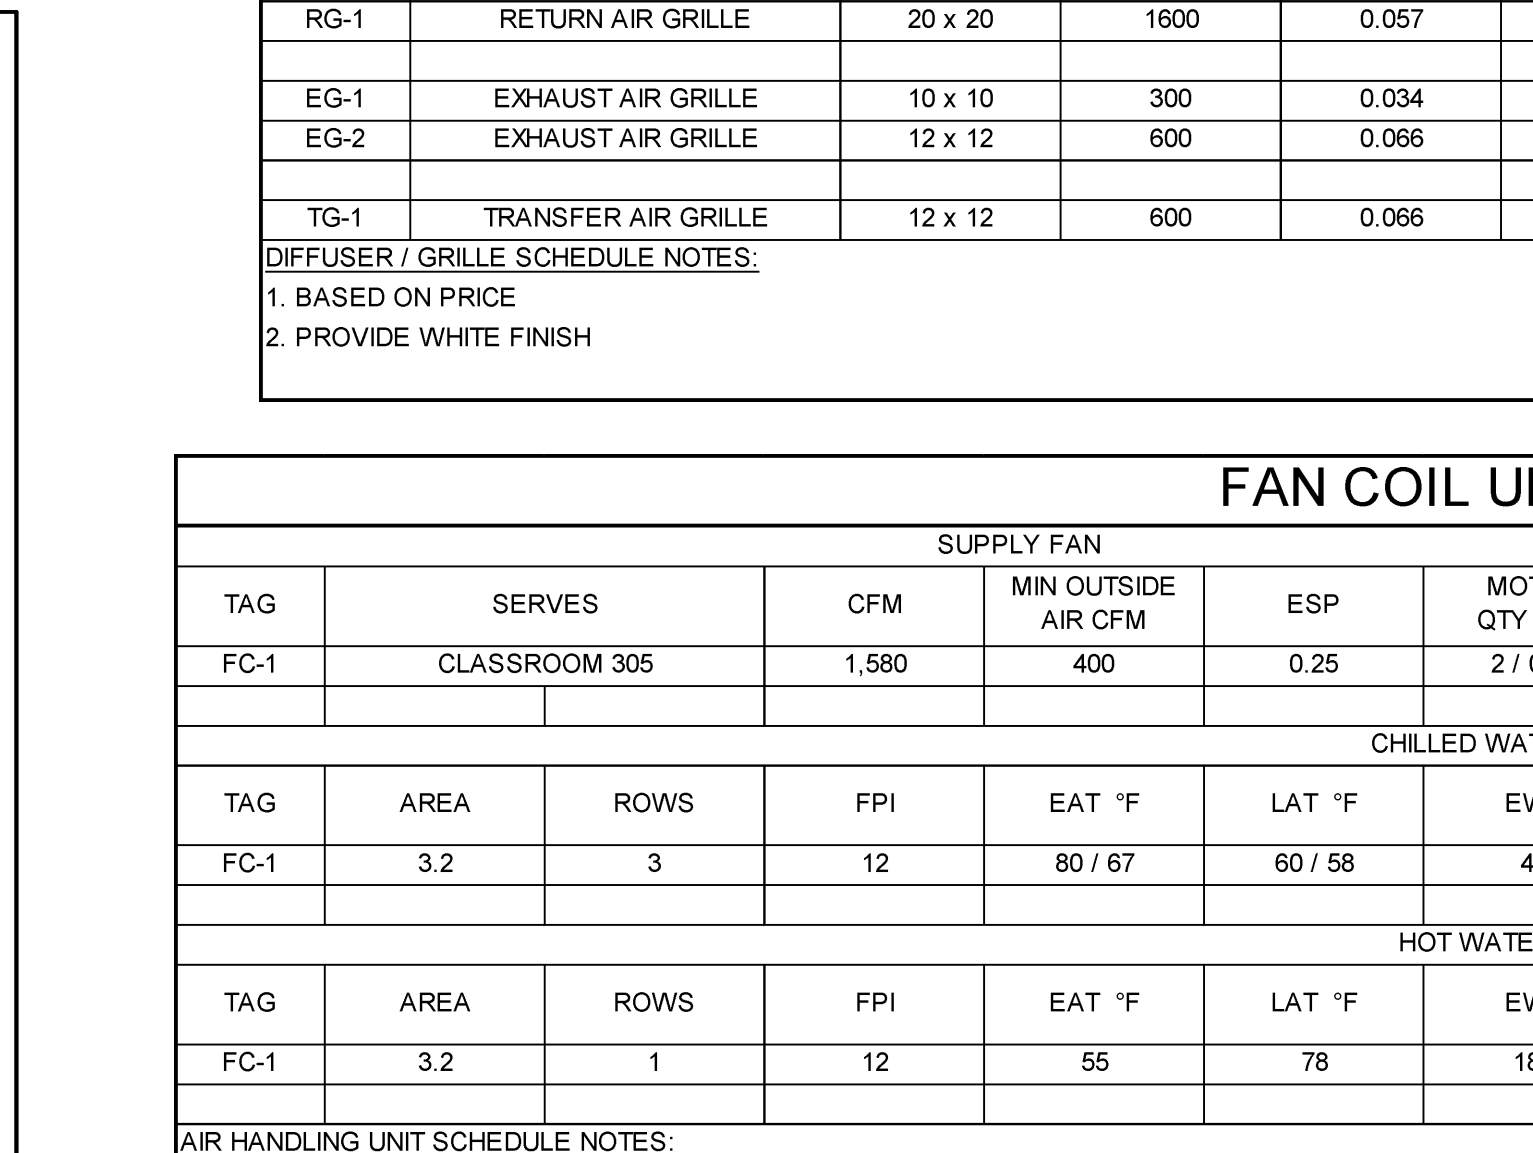 RG-1 RETURN AIR GRILLE 20 x 20 1600 0.057
EG-1 EXHAUST AIR GRILLE 10 x 10 300 0.034
EG-2 EXHAUST AIR GRILLE 12 x 12 600 0.066
TG-1 TRANSFER AIR GRILLE 12 x 12 600 0.066
DIFFUSER / GRILLE SCHEDULE NOTES:
1. BASED ON PRICE
2. PROVIDE WHITE FINISH
FAN COIL
SUPPLY FAN
TAG SERVES CFM MIN OUTSIDE AIR CFM ESP QTY
FC-1 CLASSROOM 305 1,580 400 0.25 2 /
CHILLED
TAG AREA ROWS FPI EAT °F LAT °F
FC-1 3.2 3 12 80 / 67 60 / 58
HOT
TAG AREA ROWS FPI EAT °F LAT °F
FC-1 3.2 1 12 55 78
AIR HANDLING UNIT SCHEDULE NOTES: